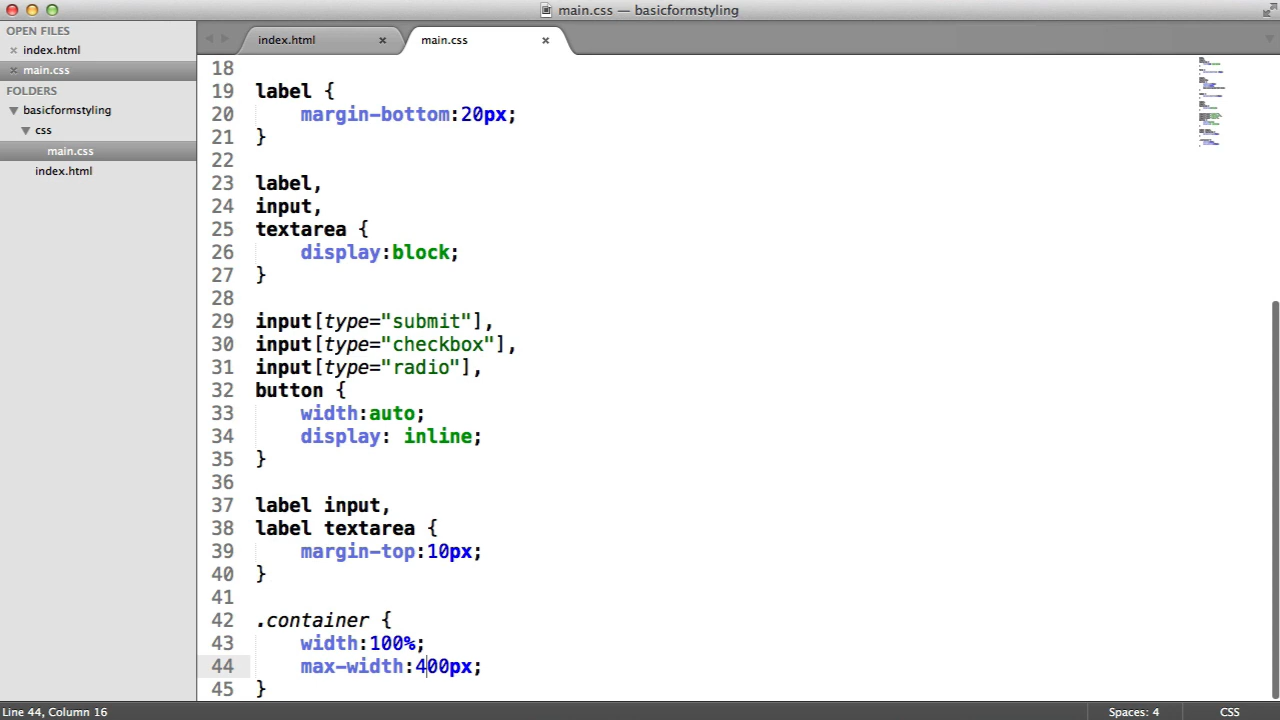 main.css — basicformstyling
OPEN FILES
index.html
main.css
FOLDERS
basicformstyling
css
main.css
index.html
index.html
main.css
18
19 label {
20 margin-bottom:20px;
21 }
22
23 label,
24 input,
25 textarea {
26 display:block;
27 }
28
29 input[type="submit"],
30 input[type="checkbox"],
31 input[type="radio"],
32 button {
33 width:auto;
34 display: inline;
35 }
36
37 label input,
38 label textarea {
39 margin-top:10px;
40 }
41
42 .container {
43 width:100%;
44 max-width:400px;
45 }
Line 44, Column 16
Spaces: 4
CSS